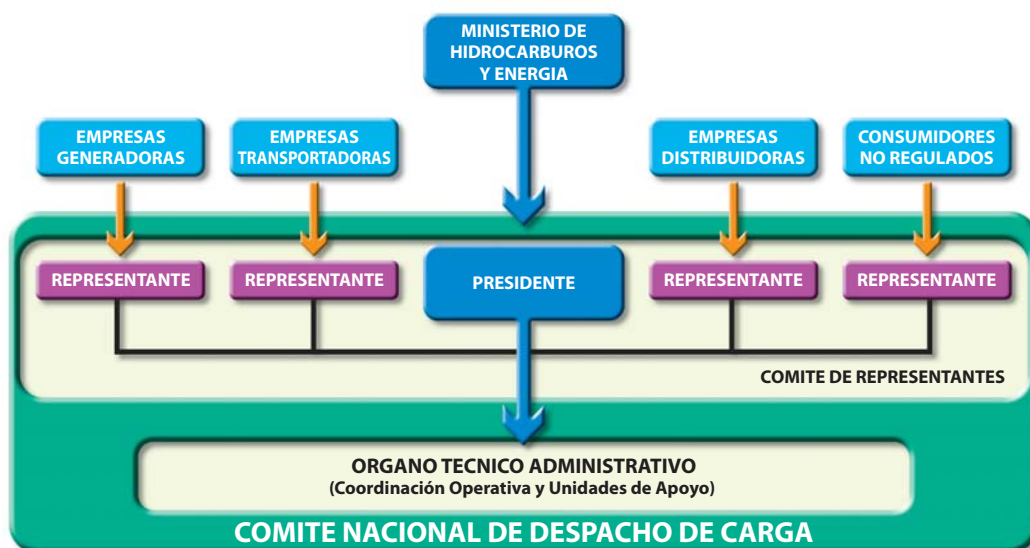 MINISTERIO DE
HIDROCARBUROS
Y ENERGIA
EMPRESAS
GENERADORAS
EMPRESAS
TRANSPORTADORAS
EMPRESAS
DISTRIBUIDORAS
CONSUMIDORES
NO REGULADOS
REPRESENTANTE
REPRESENTANTE
PRESIDENTE
REPRESENTANTE
REPRESENTANTE
COMITE DE REPRESENTANTES
ORGANO TECNICO ADMINISTRATIVO
(Coordinación Operativa y Unidades de Apoyo)
COMITE NACIONAL DE DESPACHO DE CARGA